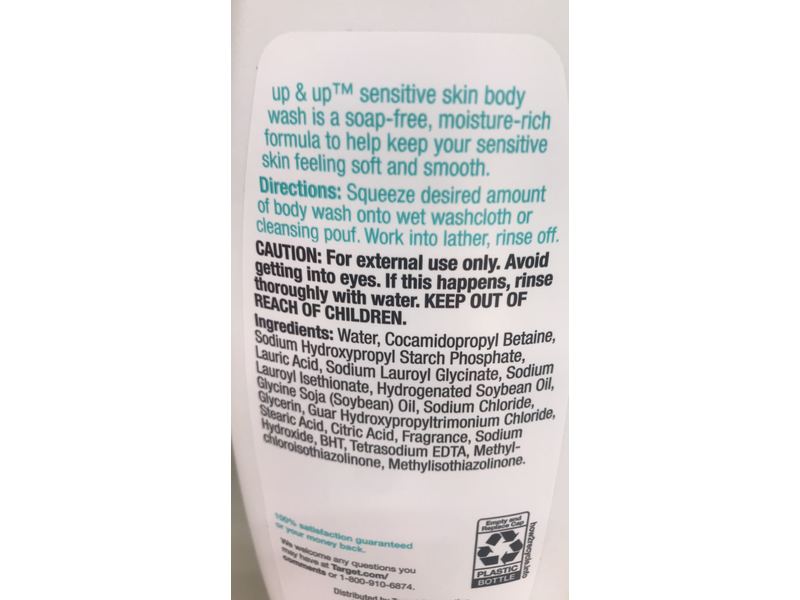 up & up™ sensitive skin body
wash is a soap-free, moisture-rich
formula to help keep your sensitive
skin feeling soft and smooth.
Directions: Squeeze desired amount
of body wash onto wet washcloth or
cleansing pouf. Work into lather, rinse off.
CAUTION: For external use only. Avoid
getting into eyes. If this happens, rinse
thoroughly with water. KEEP OUT OF
REACH OF CHILDREN.
Ingredients: Water, Cocamidopropyl Betaine,
Sodium Hydroxypropyl Starch Phosphate,
Lauric Acid, Sodium Lauroyl Glycinate, Sodium
Lauroyl Isethionate, Hydrogenated Soybean Oil,
Glycine Soja (Soybean) Oil, Sodium Chloride,
Glycerin, Guar Hydroxypropyltrimonium Chloride,
Stearic Acid, Citric Acid, Fragrance, Sodium
Hydroxide, BHT, Tetrasodium EDTA, Methyl-
chloroisothiazolinone, Methylisothiazolinone.
100% satisfaction guaranteed
or your money back.
We welcome any questions you
may have at Target.com/
comments or 1-800-910-6874.
Distributed by
Empty and
Replace Cap
PLASTIC
BOTTLE
how2recycle.info